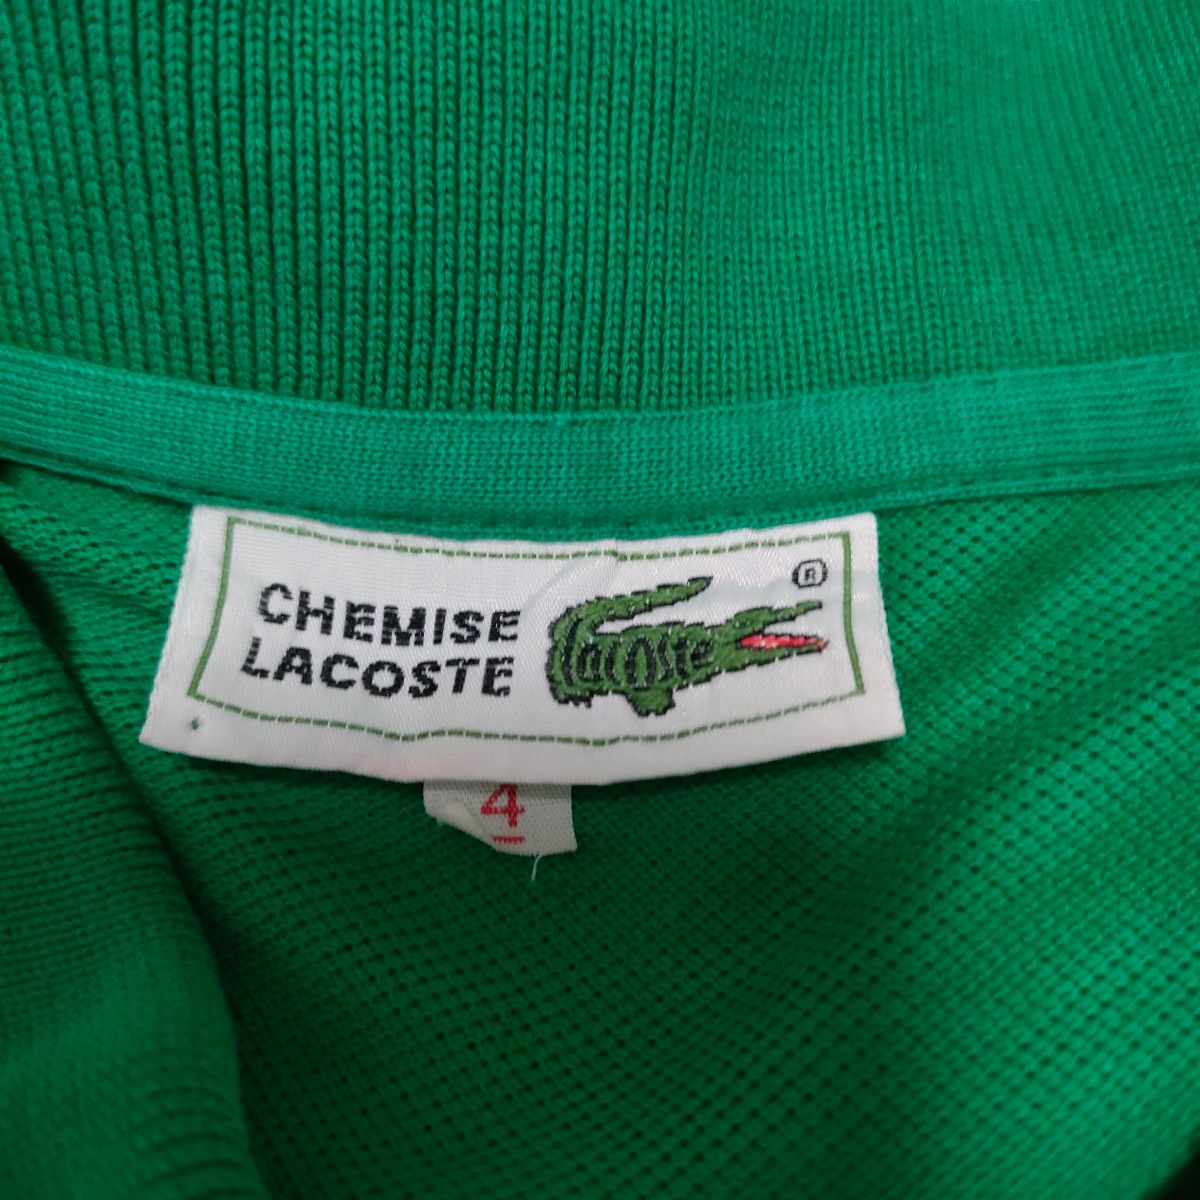 CHEMISE
LACOSTE
lacoste
®
4